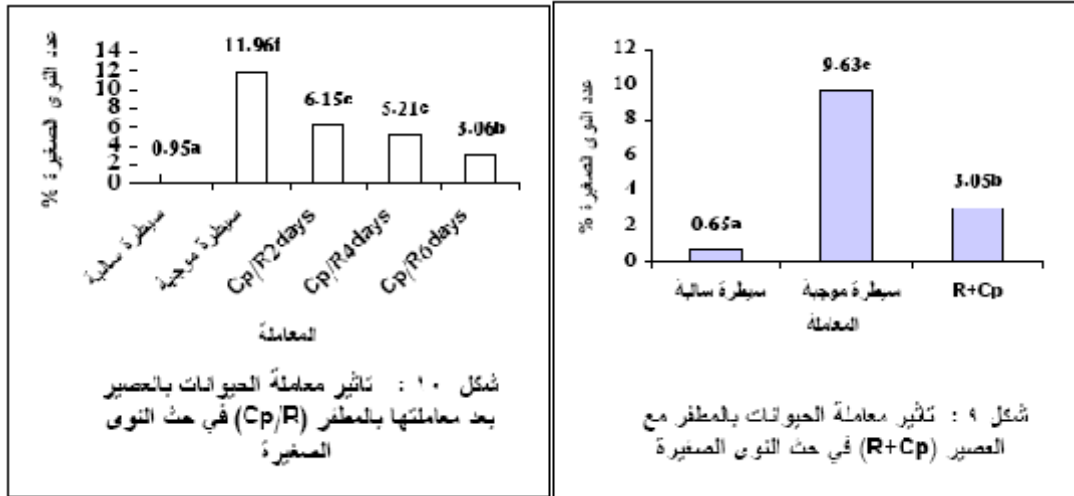 عدد النوى الصغيرة %
14
12
10
8
6
4
2
0
0.95a
11.96f
6.15e
5.21c
3.06b
سيطرة سالبة
سيطرة موجبة
Cp/R2days
Cp/R4days
Cp/R6days
المعاملة
شكل ١٠ : تاثير معاملة الحيوانات بالعصير
بعد معاملتها بالمطفر (Cp/R) في حث النوى
الصغيرة
عدد النوى الصغيرة %
12
10
8
6
4
2
0
0.65a
9.63c
3.05b
سيطرة سالبة
سيطرة موجبة
R+Cp
المعاملة
شكل ٩ : تاثير معاملة الحيوانات بالمطفر مع
العصير (R+Cp) في حث النوى الصغيرة